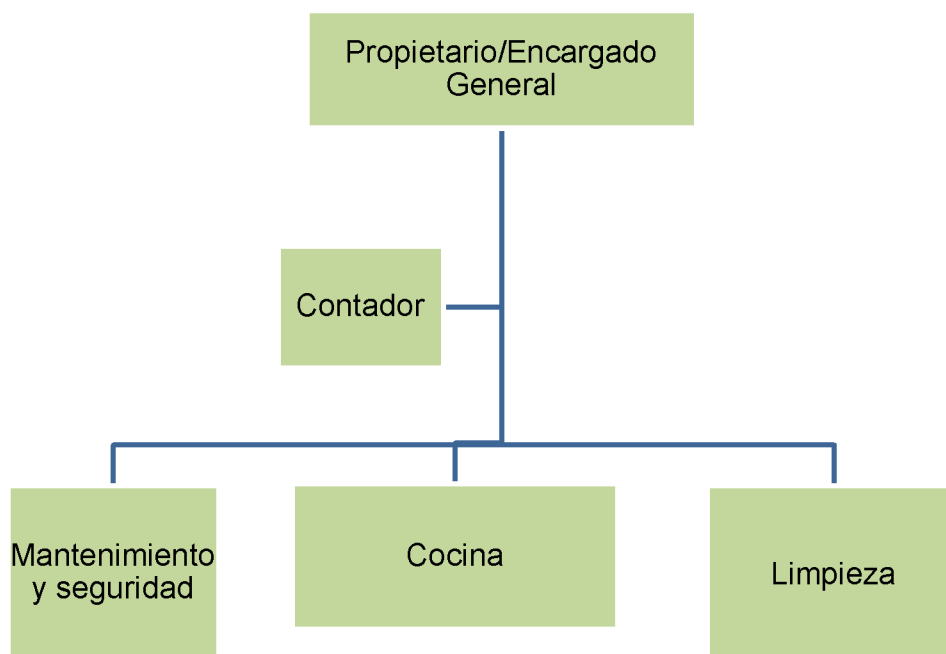 Propietario/Encargado
General
Contador
Mantenimiento
y seguridad
Cocina
Limpieza